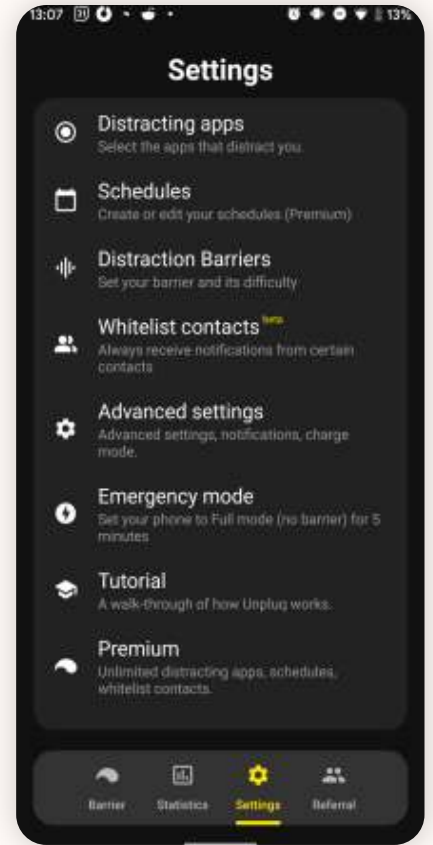 13:07 31 13%
Settings
Distracting apps
Select the apps that distract you.
Schedules
Create or edit your schedules (Premium)
Distraction Barriers
Set your barrier and its difficulty
Whitelist contacts beta
Always receive notifications from certain
contacts
Advanced settings
Advanced settings, notifications, charge
mode.
Emergency mode
Set your phone to Full mode (no barrier) for 5
minutes
Tutorial
A walk-through of how Unplug works.
Premium
Unlimited distracting apps, schedules,
whitelist contacts.
Barrier Statistics Settings Referral